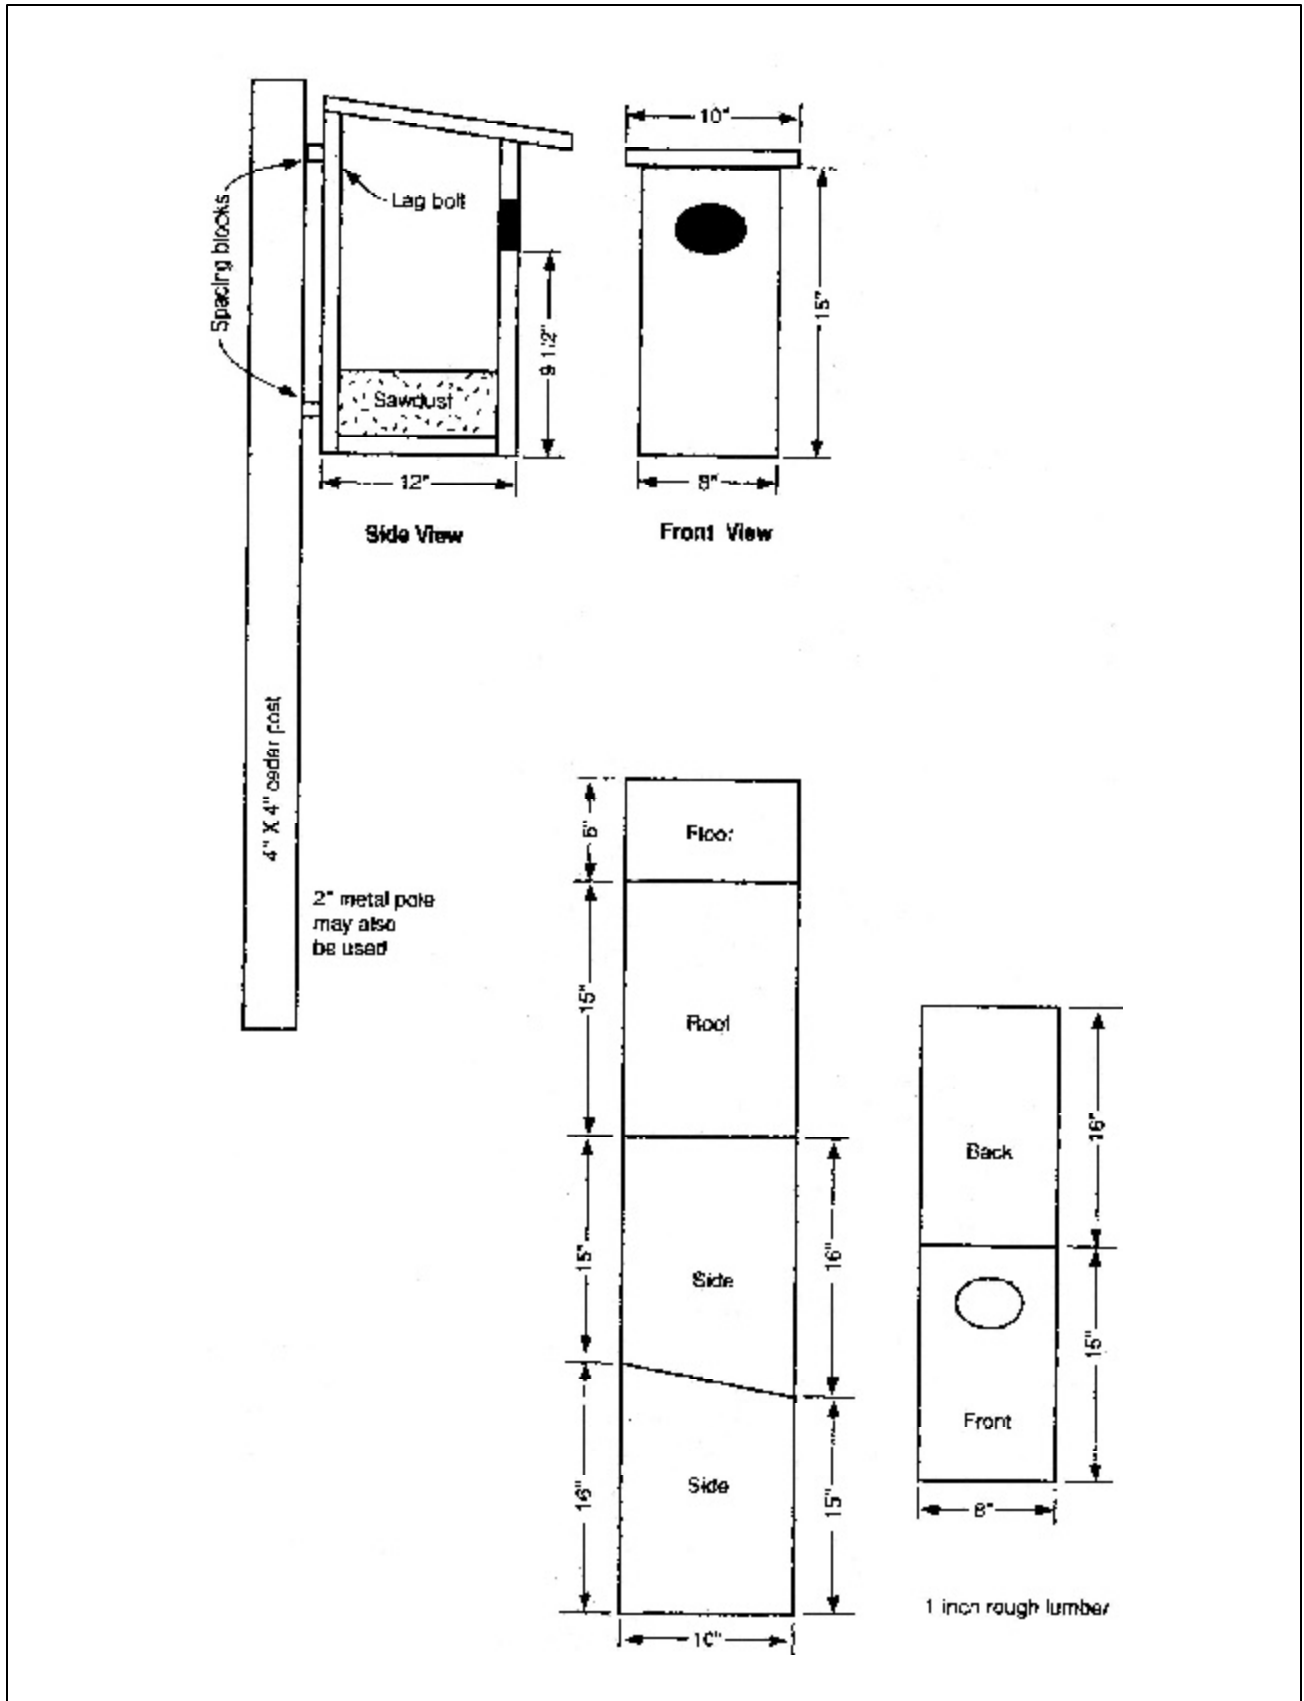 10"
Lag bolt
Spacing blocks
15"
9 1/2"
Sawdust
12"
8"
Side View
Front View
4" X 4" cedar post
2" metal pole
may also
be used
6"
Floor
15"
Roof
15"
16"
Side
16"
15"
Side
10"
16"
Back
15"
Front
8"
1 inch rough lumber